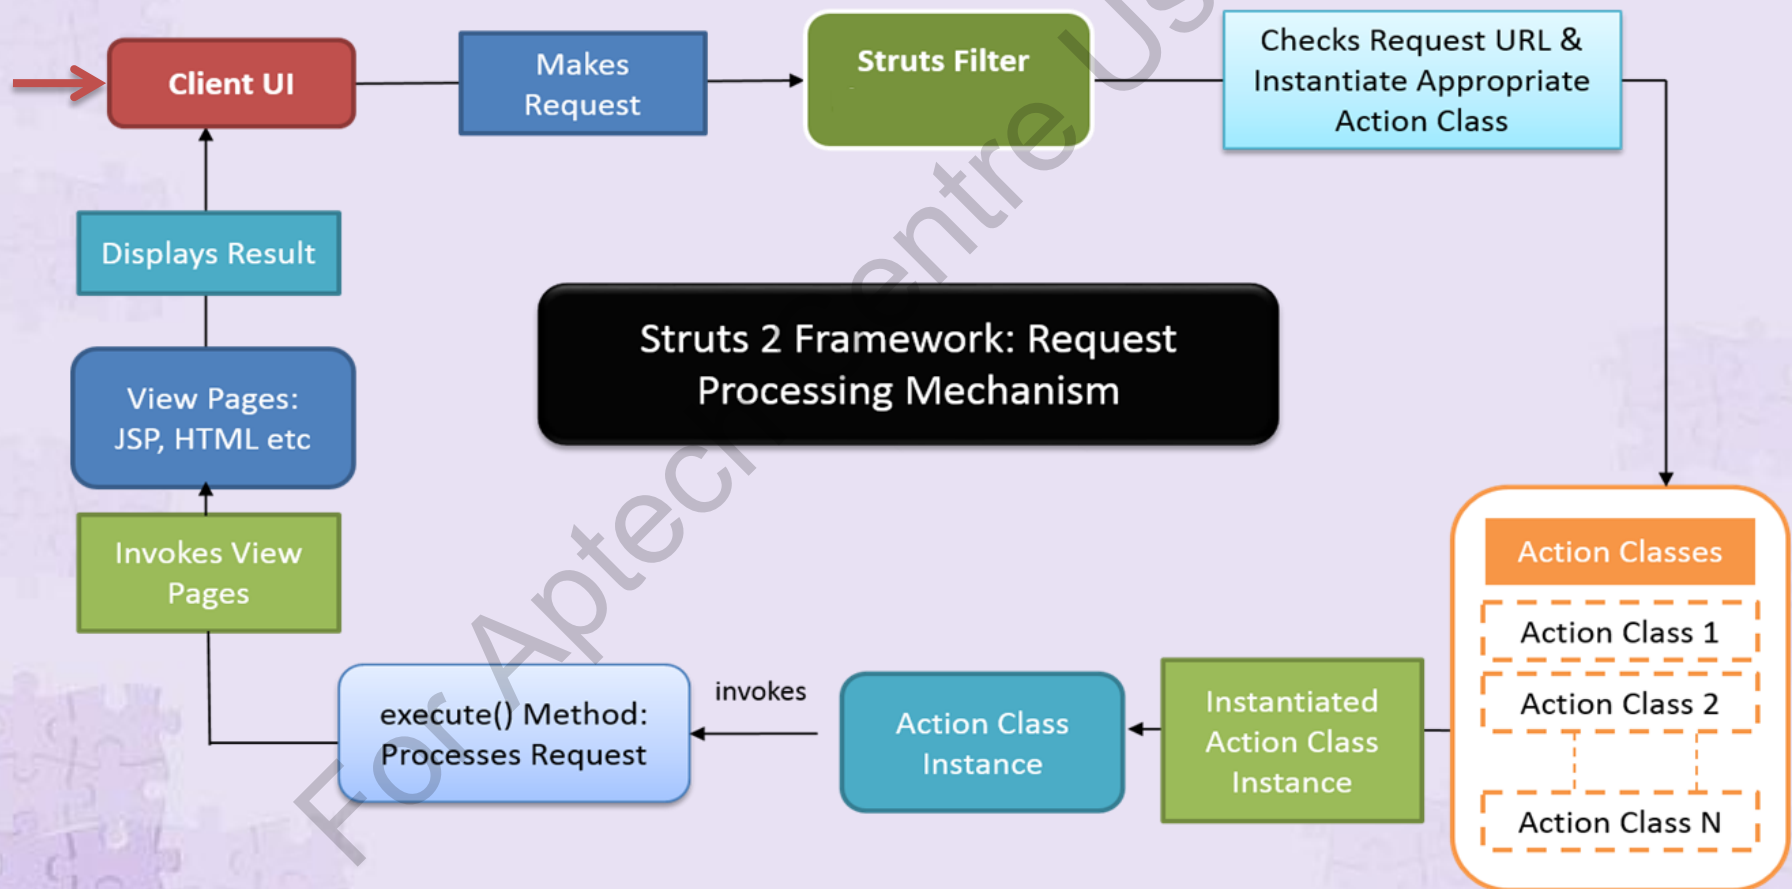 Client UI
Makes
Request
Struts Filter
Checks Request URL &
Instantiate Appropriate
Action Class
Displays Result
Struts 2 Framework: Request
Processing Mechanism
View Pages:
JSP, HTML etc
Invokes View
Pages
execute() Method:
Processes Request
invokes
Action Class
Instance
Instantiated
Action Class
Instance
Action Classes
Action Class 1
Action Class 2
Action Class N
For Aptech Centre Us